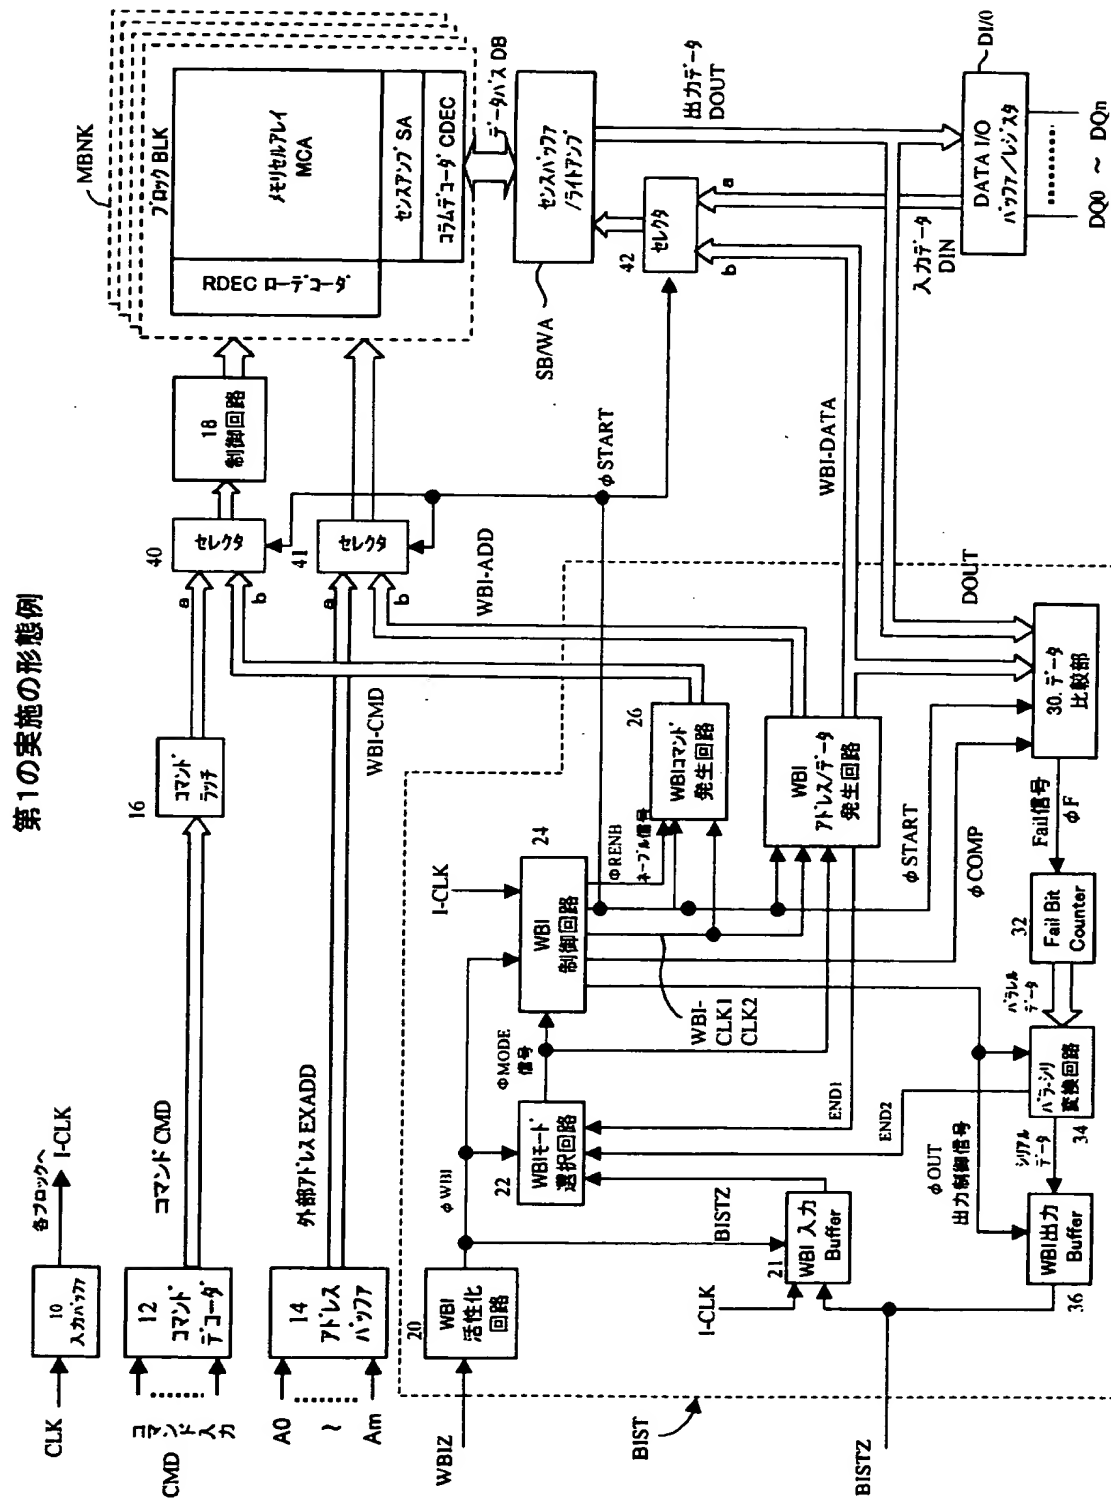 第1の実施の形態例
CLK
10
入力バッファ
各ブロックへ
I-CLK
コマンド入力
CMD
12
コマンド
デコーダ
コマンド CMD
16
コマンド
ラッチ
A0
~
Am
14
アドレス
バッファ
外部アドレス EXADD
40
セレクタ
a
b
18
制御回路
41
セレクタ
a
b
MBNK
ブロック BLK
メモリセルアレイ
MCA
RDEC ローデコーダ
センスアンプ SA
コラムデコーダ CDEC
データバス DB
センスバッファ
/ライトアンプ
SB/WA
42
セレクタ
a
b
出力データ
DOUT
入力データ
DIN
DI/0
DATA I/O
バッファ/レジスタ
DQ0 ~ DQn
φSTART
WBI-CMD
WBI-ADD
WBI-DATA
DOUT
WBIZ
20
WBI
活性化
回路
φWBI
22
WBIモード
選択回路
ΦMODE
信号
I-CLK
24
WBI
制御回路
ΦRENB
ネーブル信号
26
WBIコマンド
発生回路
WBI
アドレス/データ
発生回路
WBI-
CLK1
CLK2
φSTART
φCOMP
30.データ
比較部
Fail信号
φF
32
Fail Bit
Counter
パラレル
データ
パラ-シリ
変換回路
34
シリアル
データ
φOUT
出力制御信号
END1
END2
BISTZ
I-CLK
21
WBI 入力
Buffer
WBI出力
Buffer
36
BIST
BISTZ